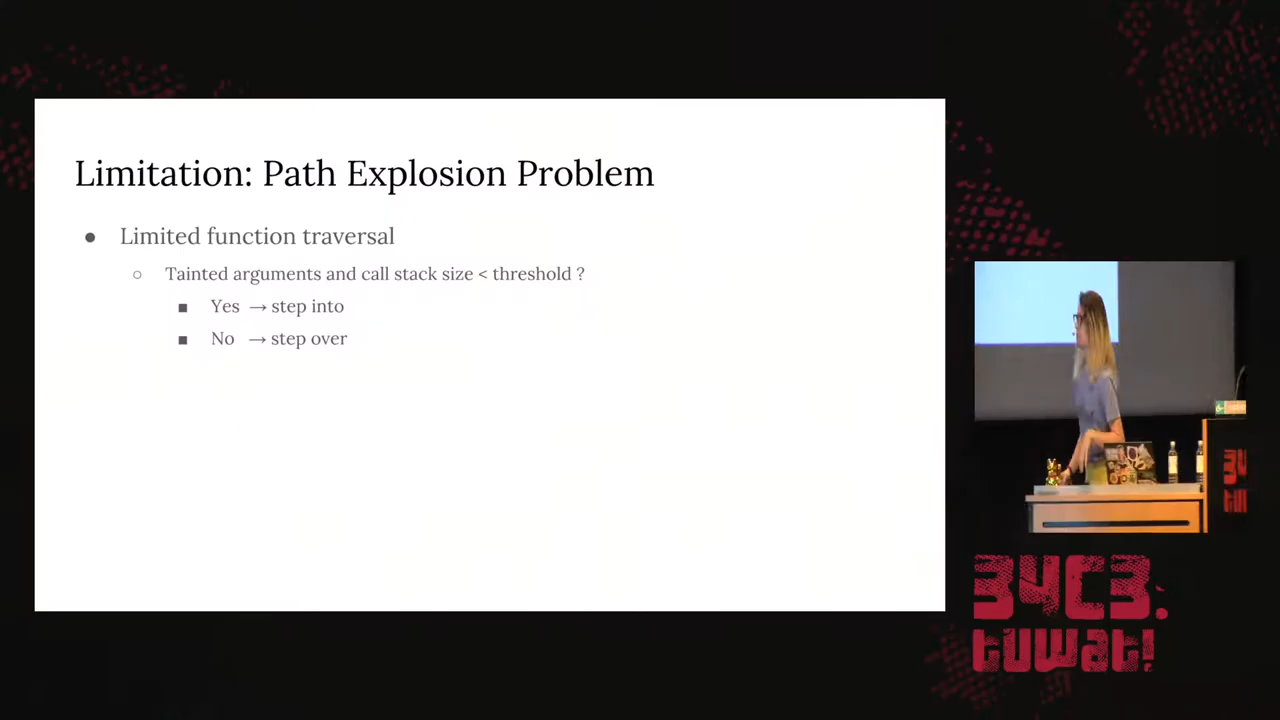 Limitation: Path Explosion Problem
● Limited function traversal
○ Tainted arguments and call stack size < threshold ?
■ Yes → step into
■ No → step over
34C3.
tuwat!